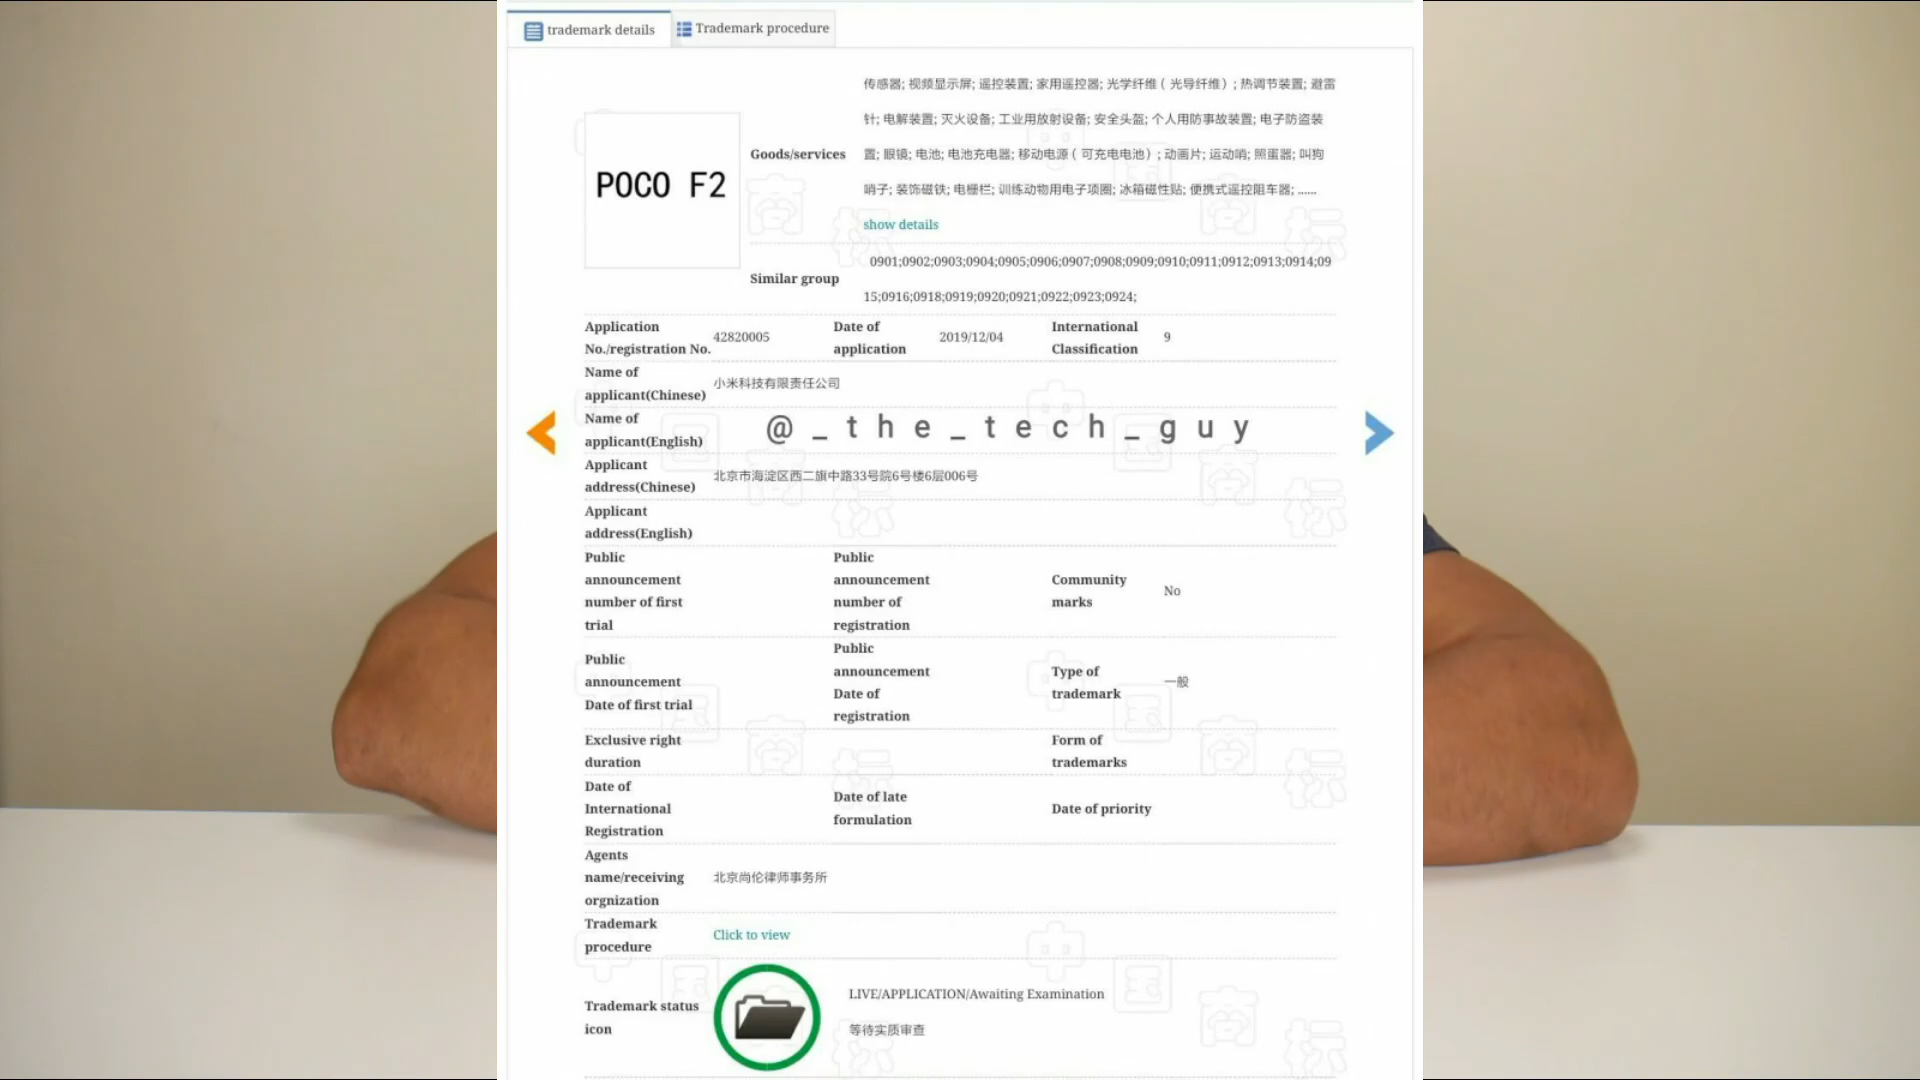 trademark details
Trademark procedure
POCO F2
Goods/services
传感器; 视频显示屏; 遥控装置; 家用遥控器; 光学纤维 ( 光导纤维 ) ; 热调节装置; 避雷
针; 电解装置; 灭火设备; 工业用放射设备; 安全头盔; 个人用防事故装置; 电子防盗装
置; 眼镜; 电池; 电池充电器; 移动电源 ( 可充电电池 ) ; 动画片; 运动哨; 照蛋器; 叫狗
哨子; 装饰磁铁; 电栅栏; 训练动物用电子项圈; 冰箱磁性贴; 便携式遥控阻车器; ......
show details
Similar group
0901;0902;0903;0904;0905;0906;0907;0908;0909;0910;0911;0912;0913;0914;09
15;0916;0918;0919;0920;0921;0922;0923;0924;
Application
No./registration No.
42820005
Date of
application
2019/12/04
International
Classification
9
Name of
applicant(Chinese)
小米科技有限责任公司
Name of
applicant(English)
@_the_tech_guy
Applicant
address(Chinese)
北京市海淀区西二旗中路33号院6号楼6层006号
Applicant
address(English)
Public
announcement
number of first
trial
Public
announcement
number of
registration
Community
marks
No
Public
announcement
Date of first trial
Public
announcement
Date of
registration
Type of
trademark
一般
Exclusive right
duration
Form of
trademarks
Date of
International
Registration
Date of late
formulation
Date of priority
Agents
name/receiving
orgnization
北京尚伦律师事务所
Trademark
procedure
Click to view
Trademark status
icon
LIVE/APPLICATION/Awaiting Examination
等待实质审查